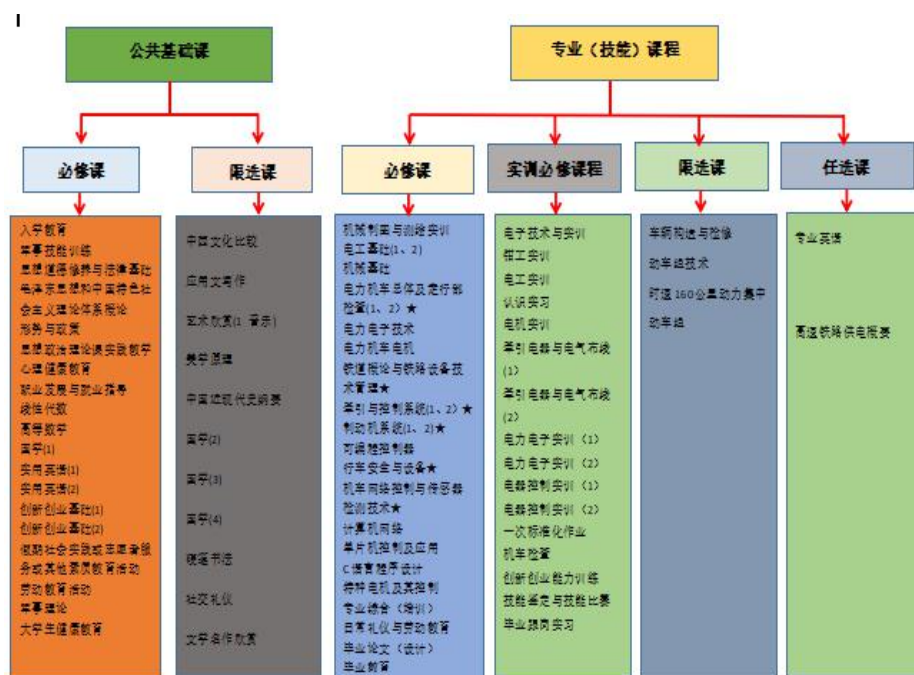 公共基础课
专业（技能）课程
必修课
限选课
必修课
实训必修课程
限选课
任选课
入学教育
军事技能训练
思想道德修养与法律基础
毛泽东思想和中国特色社
会主义理论体系概论
形势与政策
思想政治理论课实践教学
心理健康教育
职业发展与就业指导
线性代数
高等数学
国学(1)
实用英语(1)
实用英语(2)
创新创业基础(1)
创新创业基础(2)
假期社会实践或志愿者服
务或其他素质教育活动
劳动教育活动
军事理论
大学生健康教育
中西文化比较
应用文写作
艺术欣赏(1 音乐)
美学原理
中国近现代史纲要
国学(2)
国学(3)
国学(4)
硬笔书法
社交礼仪
文学名作欣赏
机械制图与测绘实训
电工基础(1、2)
机械基础
电力机车总体及走行部
检查(1、2) ★
电力电子技术
电力机车电机
铁道概论与铁路设备技
术管理★
牵引与控制系统(1、2) ★
制动机系统(1、2)★
可编程控制器
行车安全与设备★
机车网络控制与传感器
检测技术★
计算机网络
单片机控制及应用
C语言程序设计
特种电机及其控制
专业综合（培训）
日常礼仪与劳动教育
毕业论文（设计）
毕业教育
电子技术与实训
钳工实训
电工实训
认识实习
电机实训
牵引电器与电气布线
(1)
牵引电器与电气布线
(2)
电力电子实训（1）
电力电子实训（2）
电器控制实训（1）
电器控制实训（2）
一次标准化作业
机车检查
创新创业能力训练
技能鉴定与技能比赛
毕业跟岗实习
车辆构造与检修
动车组技术
时速160公里动力集中
动车组
专业英语
高速铁路供电概要